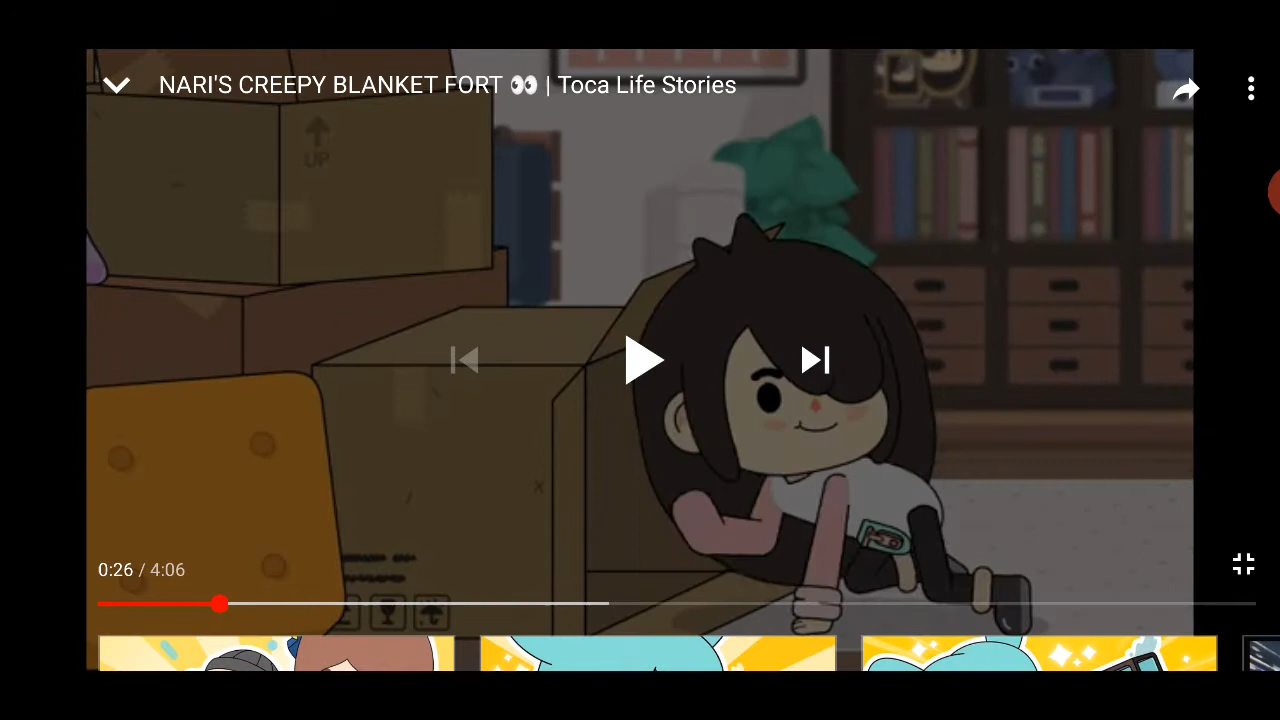 NARI'S CREEPY BLANKET FORT 👀 | Toca Life Stories
UP
0:26 / 4:06